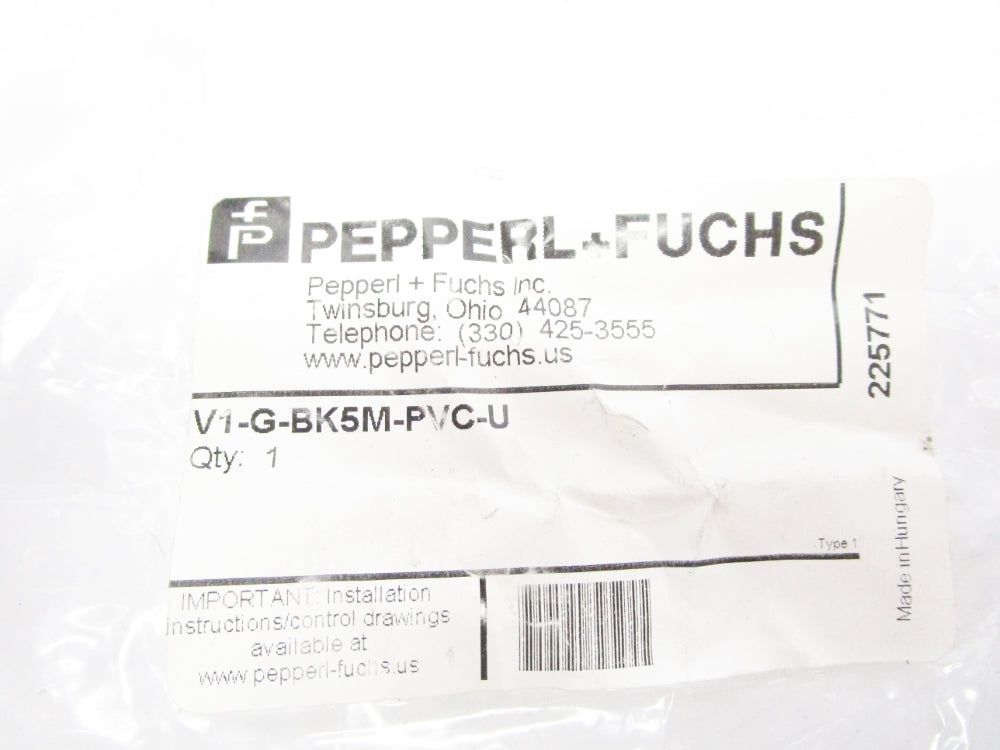 PEPPERL+FUCHS
Pepperl + Fuchs Inc.
Twinsburg, Ohio 44087
Telephone: (330) 425-3555
www.pepperl-fuchs.us
225771
V1-G-BK5M-PVC-U
Qty: 1
Type 1
Made in Hungary
IMPORTANT: Installation
instructions/control drawings
available at
www.pepperl-fuchs.us